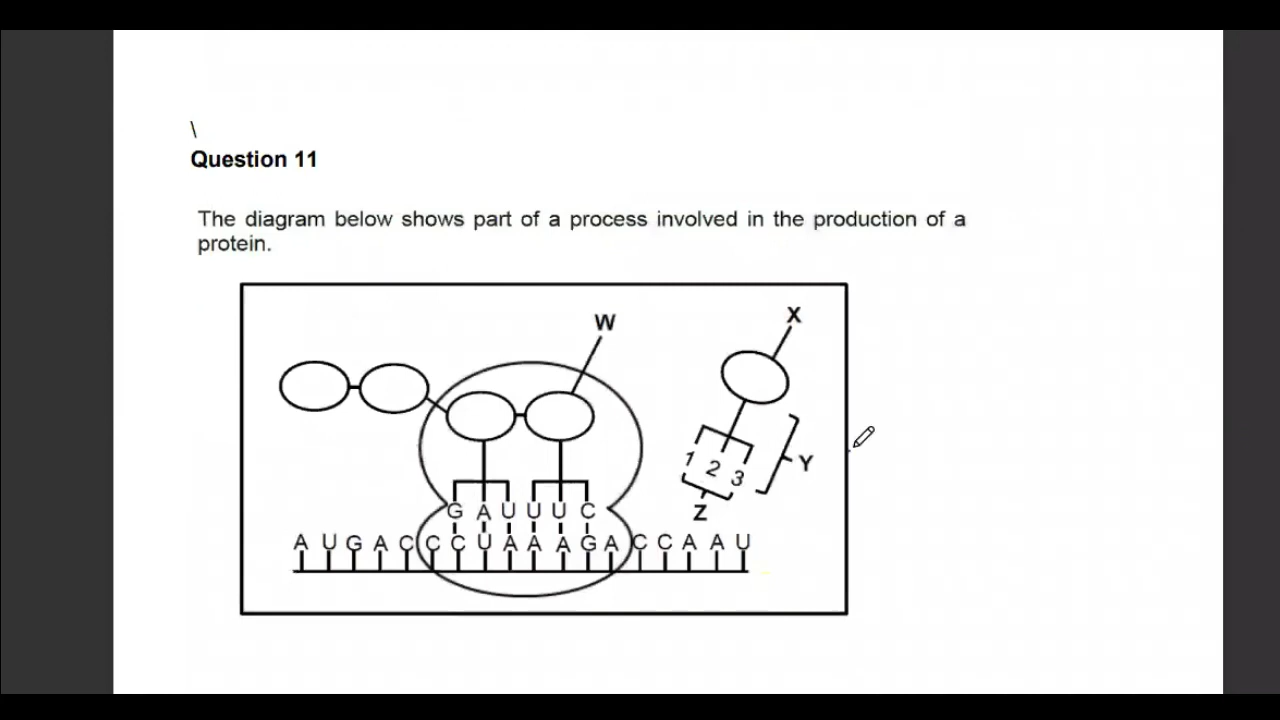 \
Question 11
The diagram below shows part of a process involved in the production of a
protein.
W
X
1 2 3
Y
Z
G A U U U C
A U G A C C C U A A A G A C C A A U